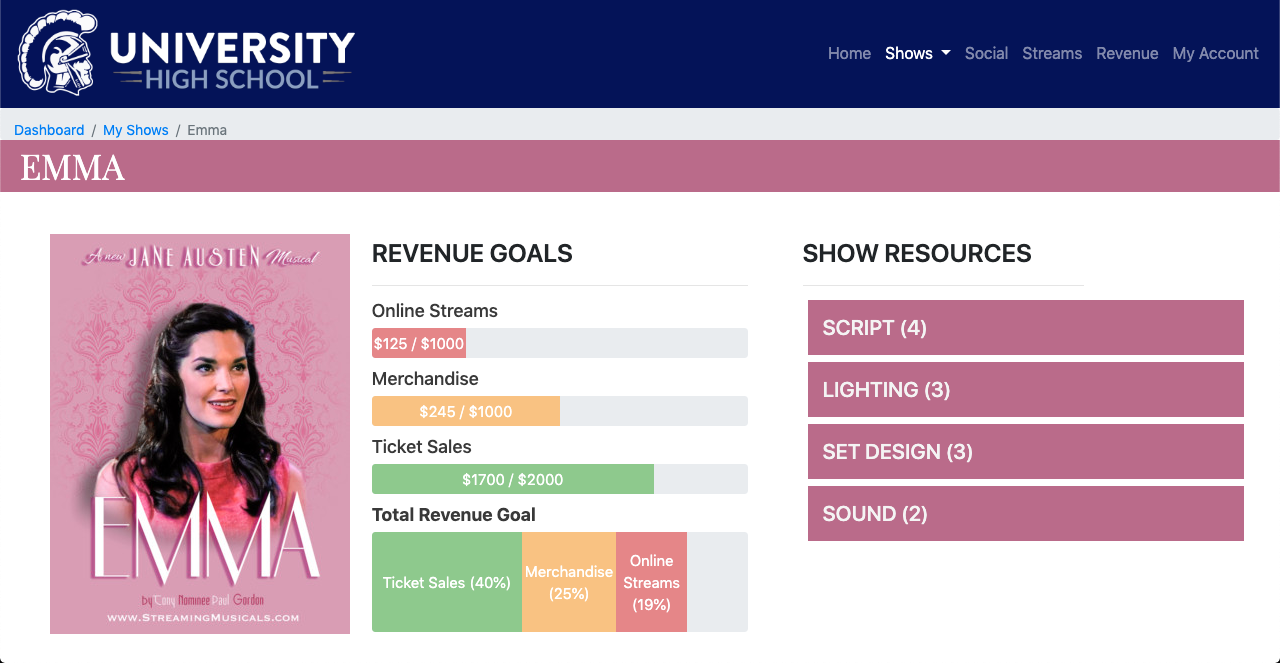 UNIVERSITY
HIGH SCHOOL
Home Shows Social Streams Revenue My Account
Dashboard / My Shows / Emma
EMMA
A new JANE AUSTEN Musical
EMMA
by Tony Nominee Paul Gordon
www.StreamingMusicals.com
REVENUE GOALS
Online Streams
$125 / $1000
Merchandise
$245 / $1000
Ticket Sales
$1700 / $2000
Total Revenue Goal
Ticket Sales (40%)
Merchandise
(25%)
Online
Streams
(19%)
SHOW RESOURCES
SCRIPT (4)
LIGHTING (3)
SET DESIGN (3)
SOUND (2)